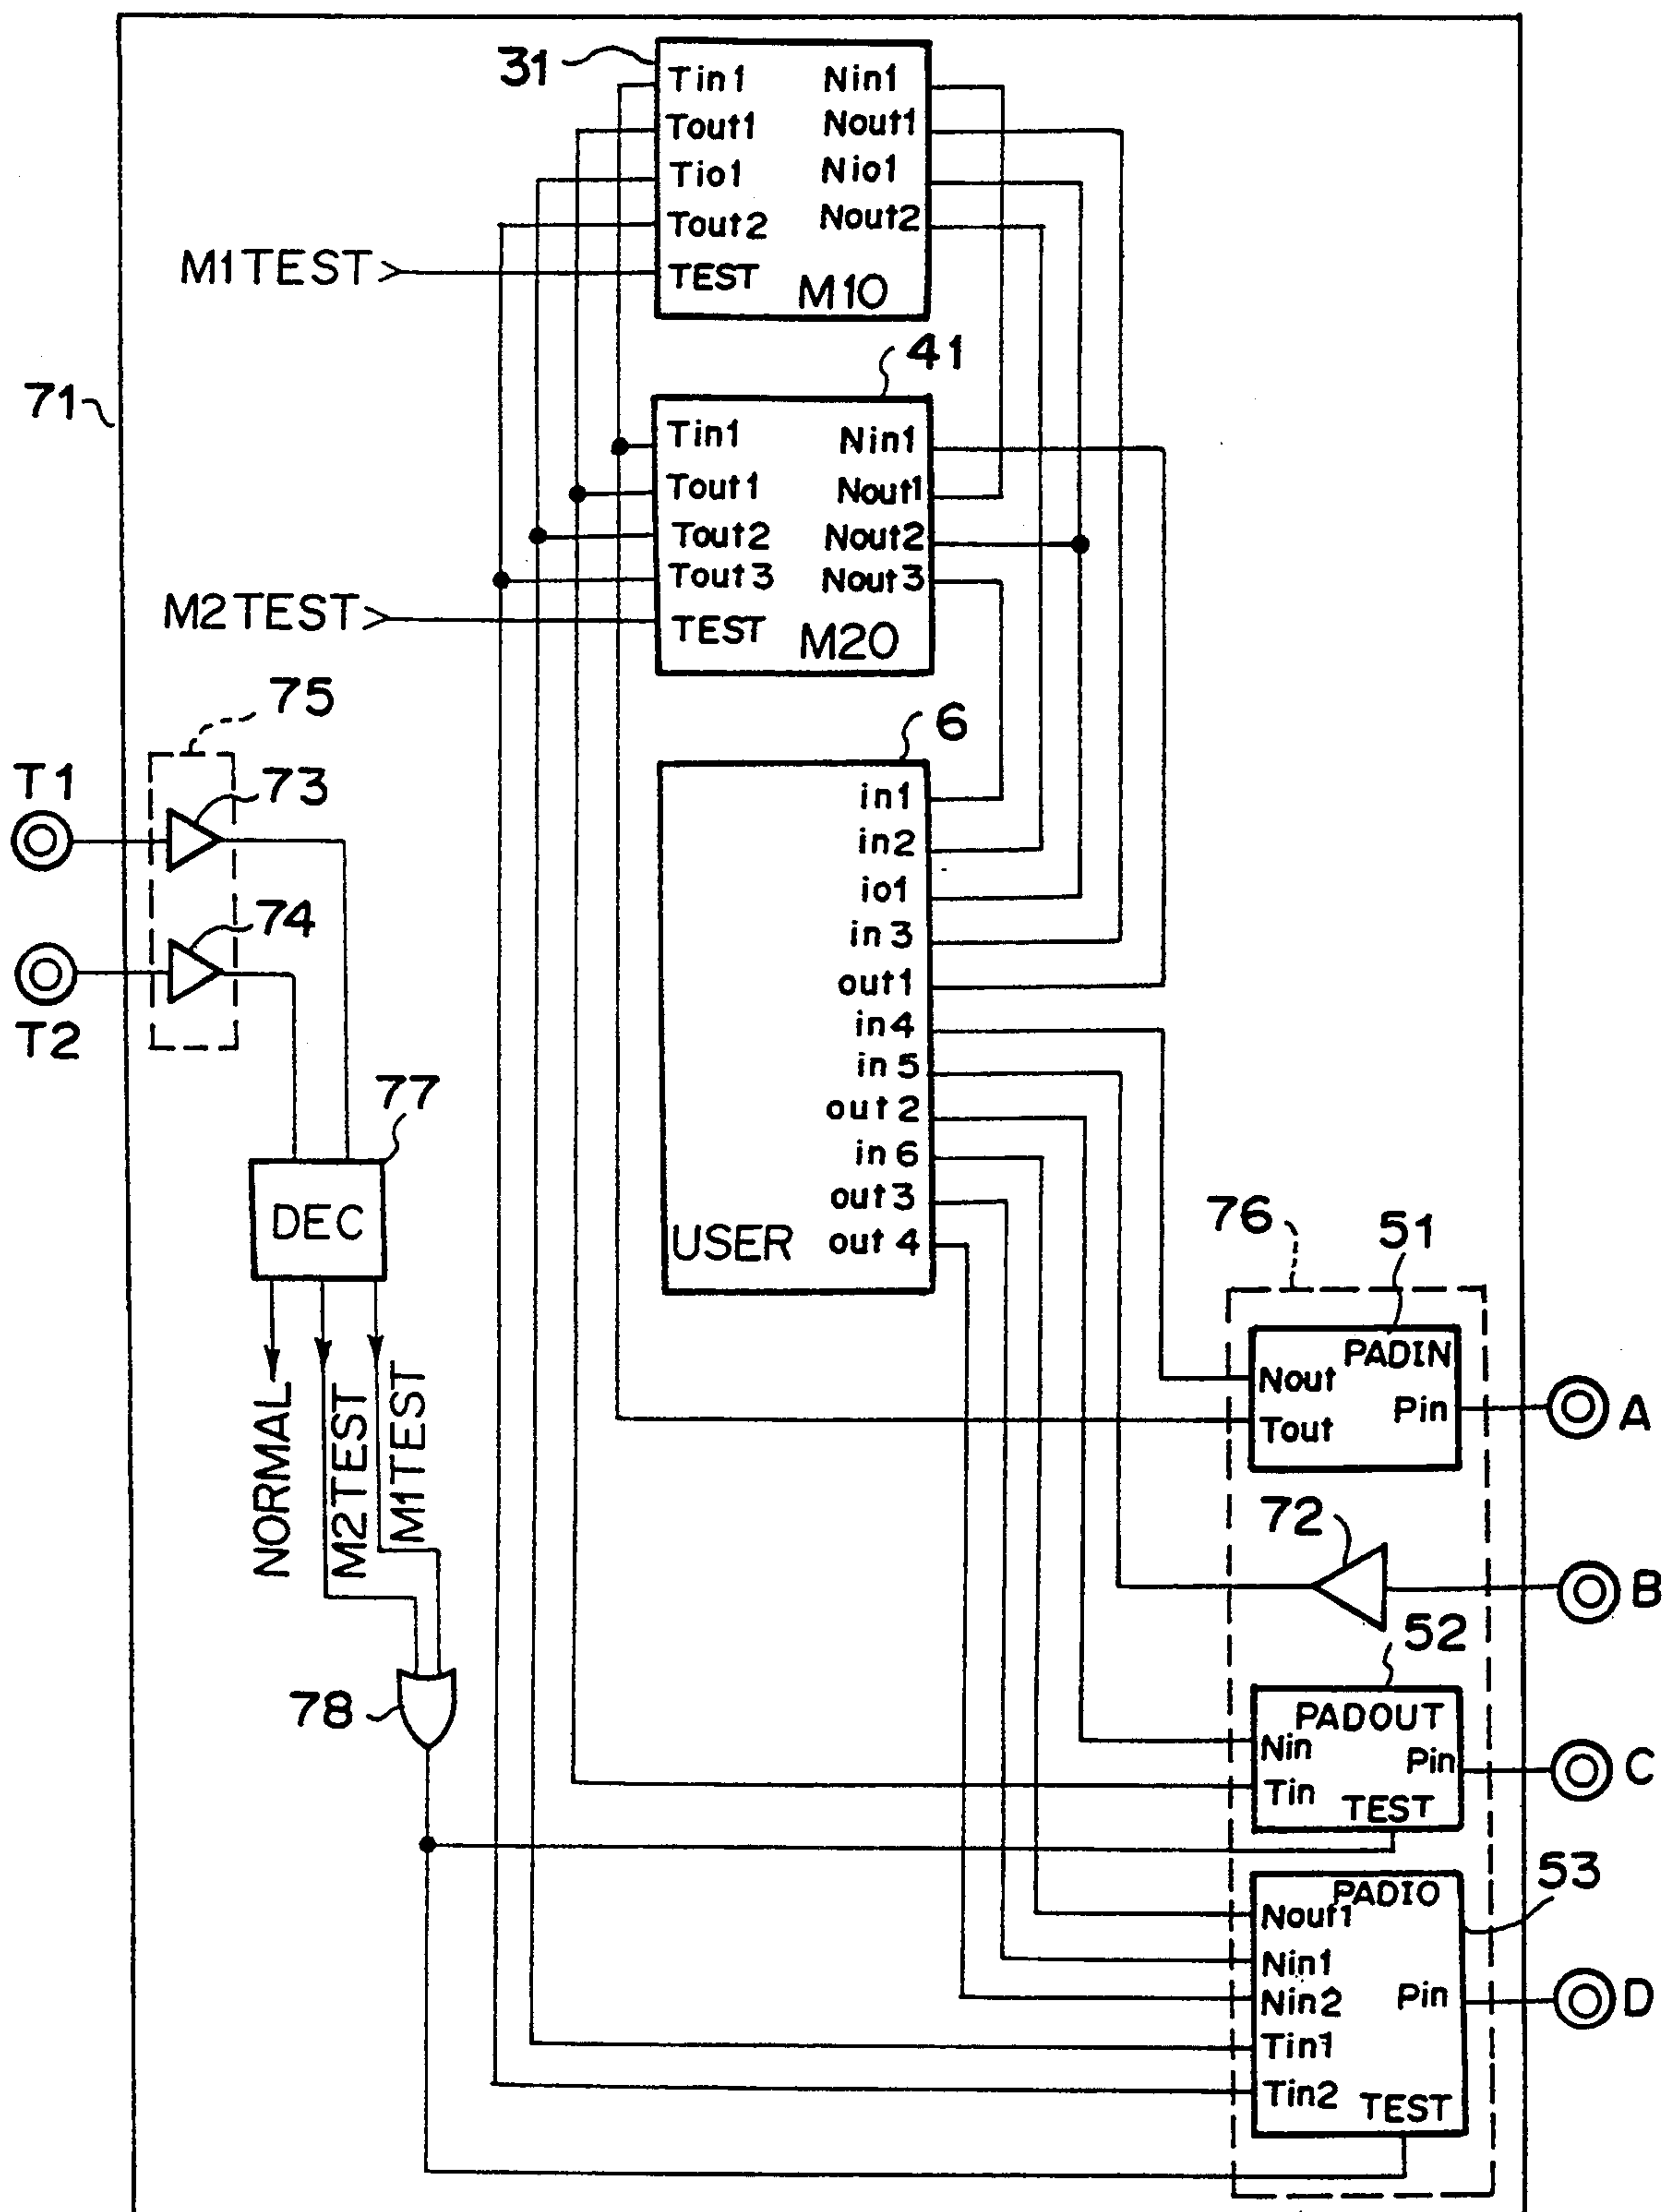 31
Tin1 Nin1
Tout1 Nout1
Tio1 Nio1
Tout2 Nout2
M1TEST
TEST M10
41
71
Tin1 Nin1
Tout1 Nout1
Tout2 Nout2
Tout3 Nout3
M2TEST
TEST M20
75
6
T1
73
in1
in2
74
io1
in3
T2
out1
in4
in5
77
out2
in6
DEC
out3
USER out4
76
51
PADIN
Nout
Pin
Tout
A
NORMAL
M2TEST
M1TEST
72
B
52
78
PADOUT
Nin
Pin
Tin
TEST
C
53
PADIO
Nout1
Nin1
Nin2
Pin
Tin1
Tin2
TEST
D